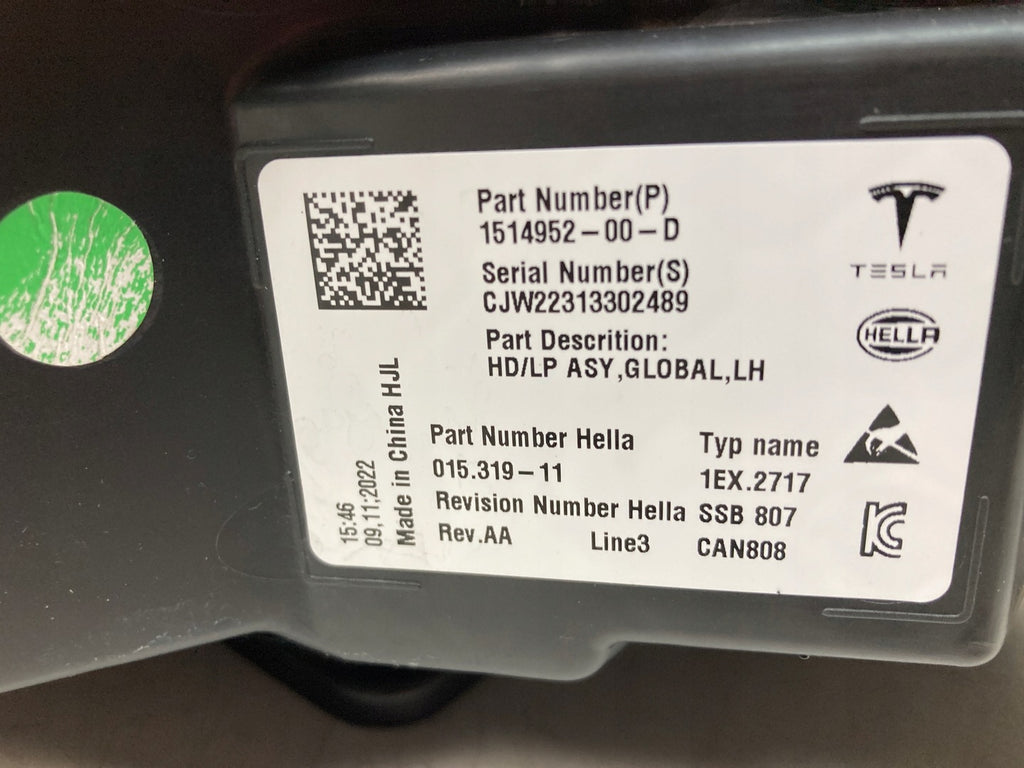 Part Number(P)
1514952-00-D
Serial Number(S)
CJW22313302489
Part Descrition:
HD/LP ASY,GLOBAL,LH
TESLA
HELLA
15:46
09,11;2022
Made in China HJL
Part Number Hella
015.319-11
Revision Number Hella
Rev.AA
Line3
Typ name
1EX.2717
SSB 807
CAN808
KC